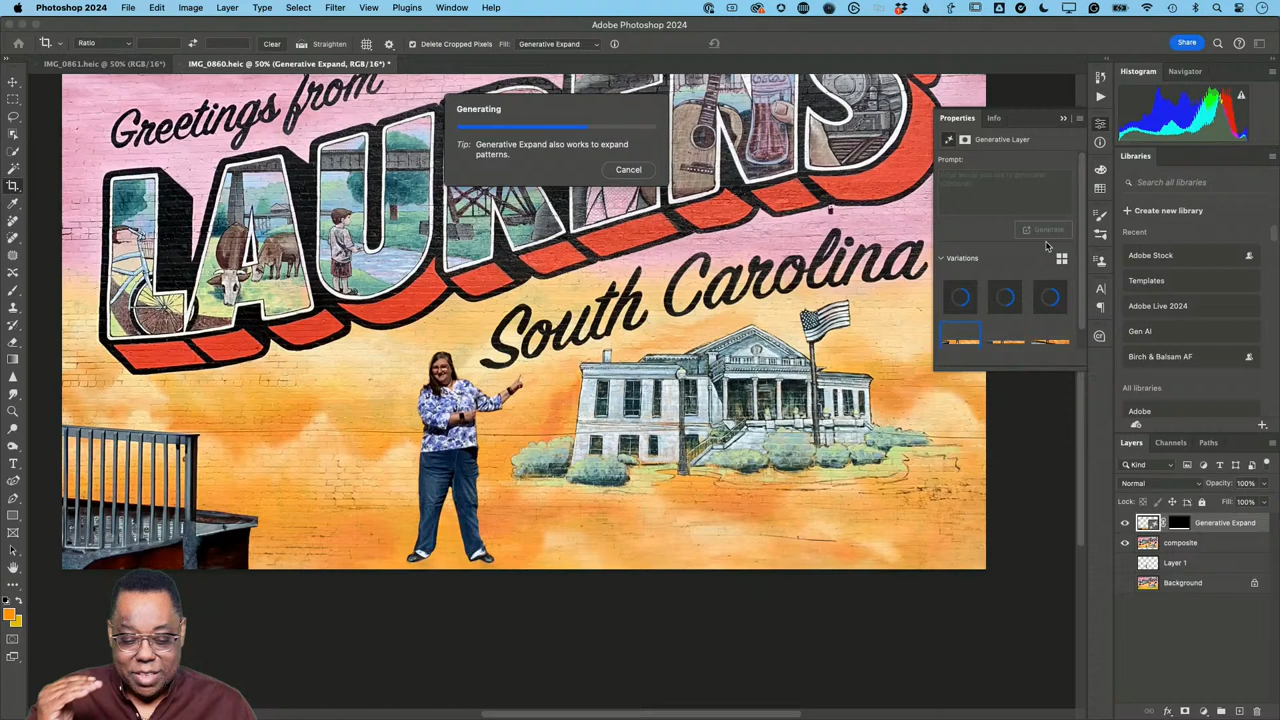 Photoshop 2024 File Edit Image Layer Type Select Filter View Plugins Window Help
Adobe Photoshop 2024
Ratio Clear Straighten Delete Cropped Pixels Fill: Generative Expand Share
IMG_0861.heic @ 50% (RGB/16*) IMG_0860.heic @ 50% (Generative Expand, RGB/16*) *
Greetings from
LAURENS
South Carolina
Generating
Tip: Generative Expand also works to expand
patterns.
Cancel
Properties Info
Generative Layer
Prompt:
Generate
Variations
Histogram Navigator
Libraries
Search all libraries
+ Create new library
Recent
Adobe Stock
Templates
Adobe Live 2024
Gen AI
Birch & Balsam AF
All libraries
Adobe
Layers Channels Paths
Kind
Normal Opacity: 100%
Lock: Fill: 100%
Generative Expand
composite
Layer 1
Background